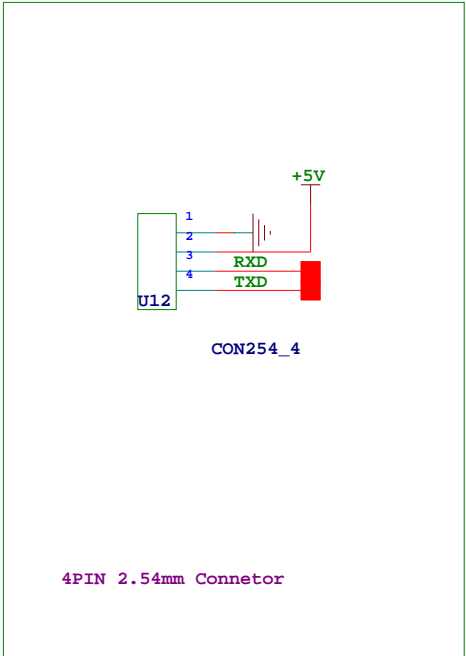 +5V
1
2
3
RXD
4
TXD
U12
CON254_4
4PIN 2.54mm Connetor